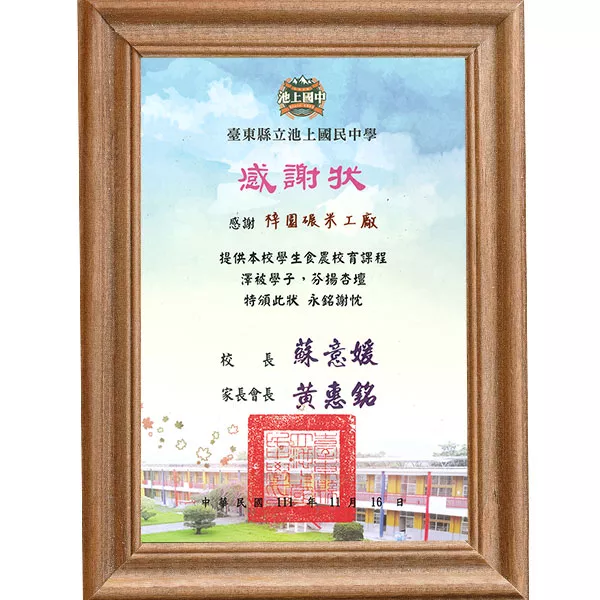 池上國中
臺東縣立池上國民中學
感謝狀
感謝 梓園碾米工廠
提供本校學生食農校育課程
澤被學子,芬揚杏壇
特頒此狀 永銘謝忱
校 長 蘇意媛
家長會長 黃惠銘
中 華 民 國 111 年 11 月 16 日